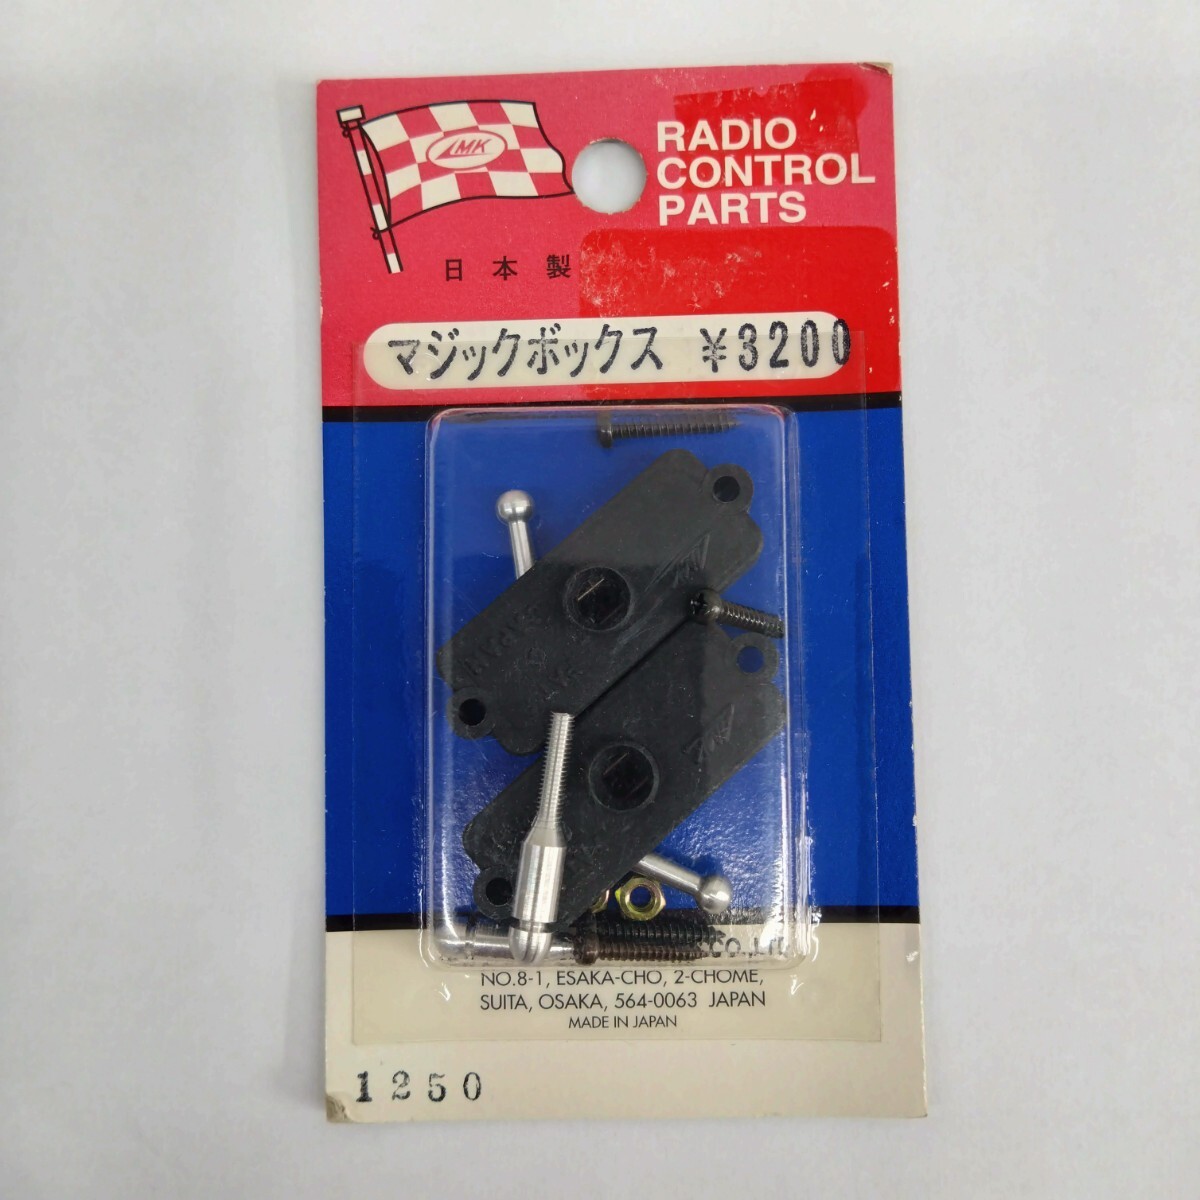 MK
RADIO
CONTROL
PARTS
日本製
マジックボックス ¥3200
CO.,LTD
NO.8-1, ESAKA-CHO, 2-CHOME,
SUITA, OSAKA, 564-0063 JAPAN
MADE IN JAPAN
1250